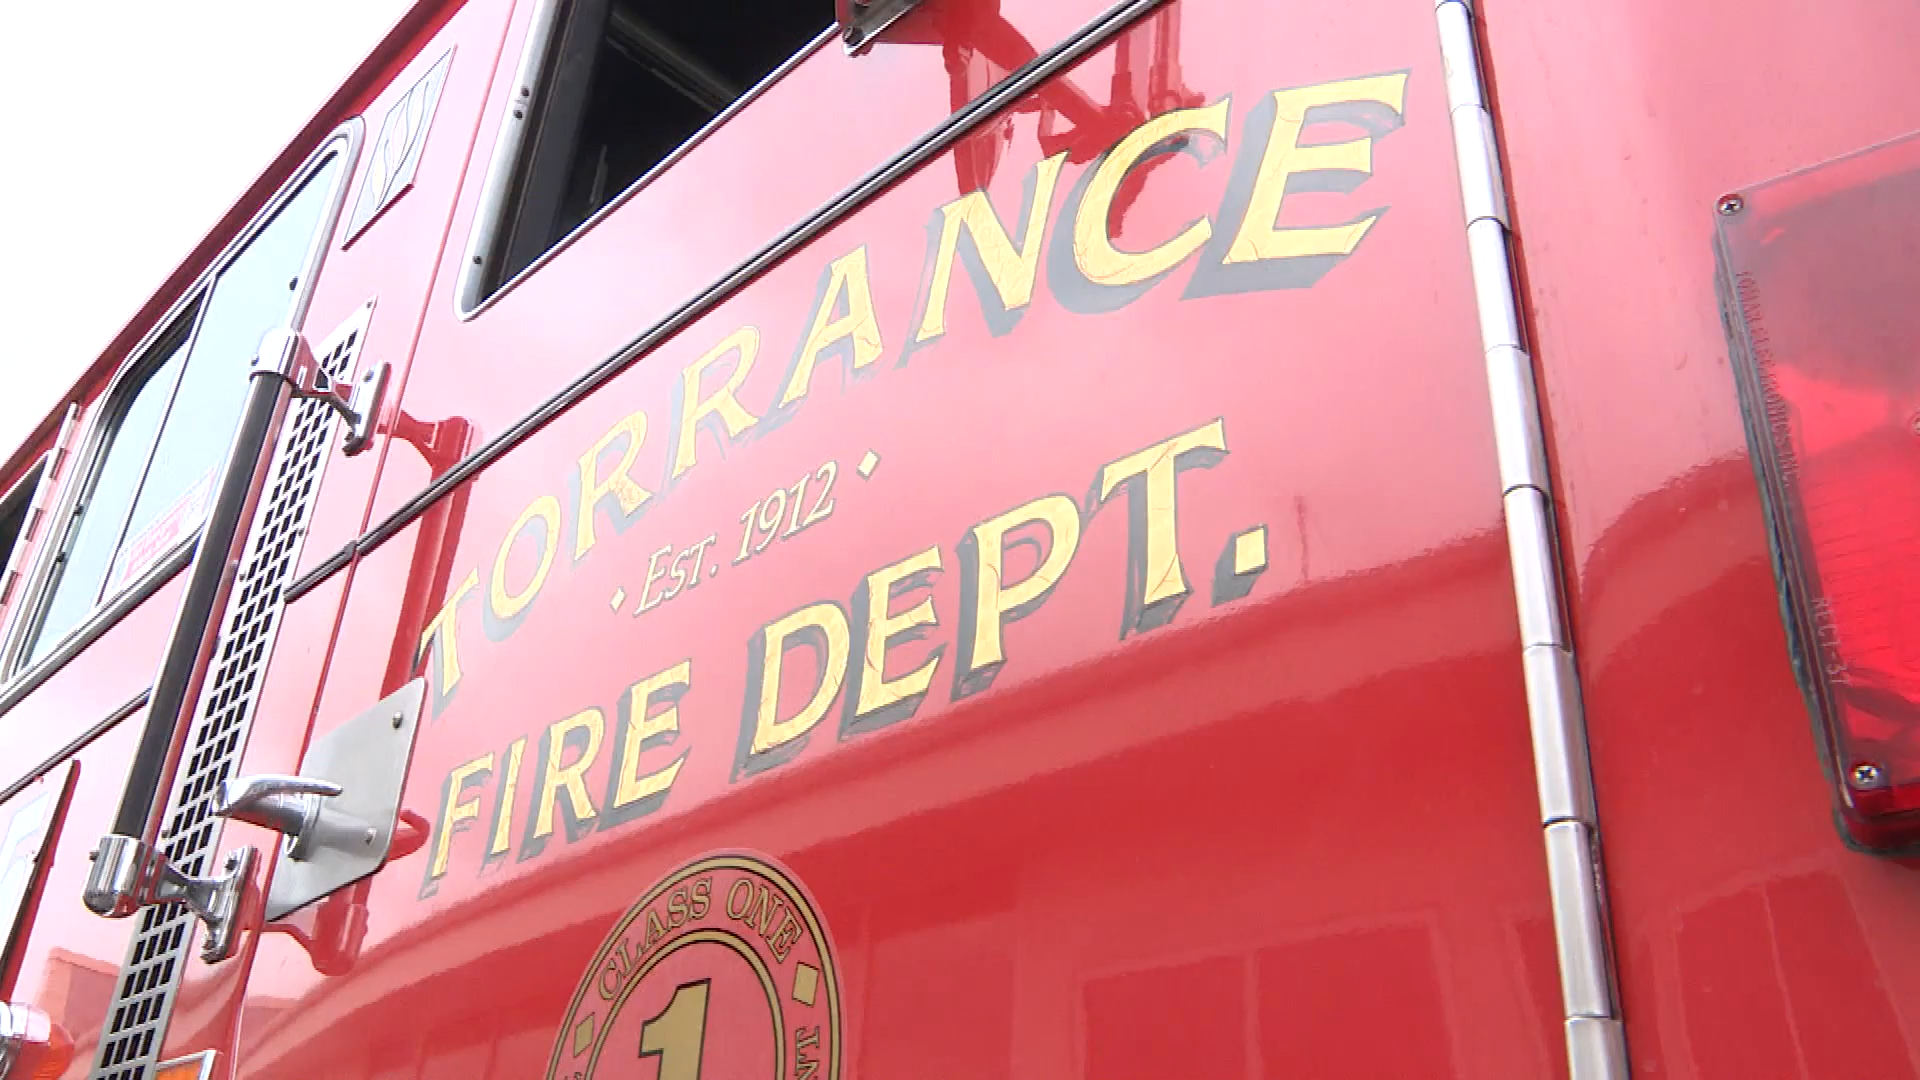 TORRANCE
EST. 1912
FIRE DEPT.
CLASS ONE
1